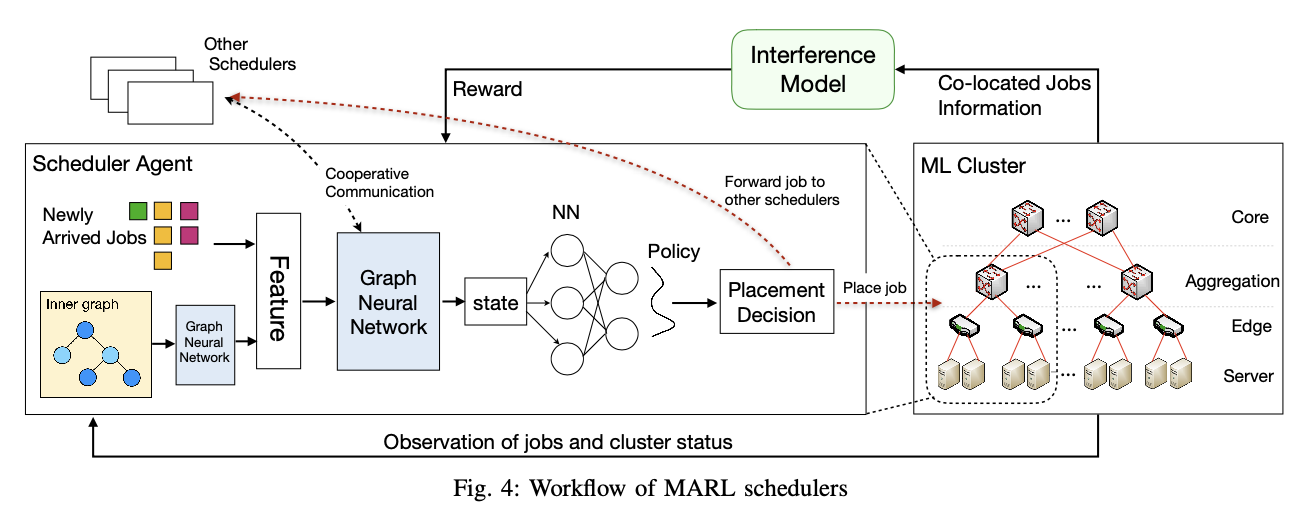 Other
Schedulers
Interference
Model
Reward
Co-located Jobs
Information
Scheduler Agent
Cooperative
Communication
Forward job to
other schedulers
Newly
Arrived Jobs
Feature
NN
Policy
Inner graph
Graph
Neural
Network
Graph
Neural
Network
state
Placement
Decision
Place job
ML Cluster
...
Core
...
...
Aggregation
...
Edge
...
Server
Observation of jobs and cluster status
Fig. 4: Workflow of MARL schedulers